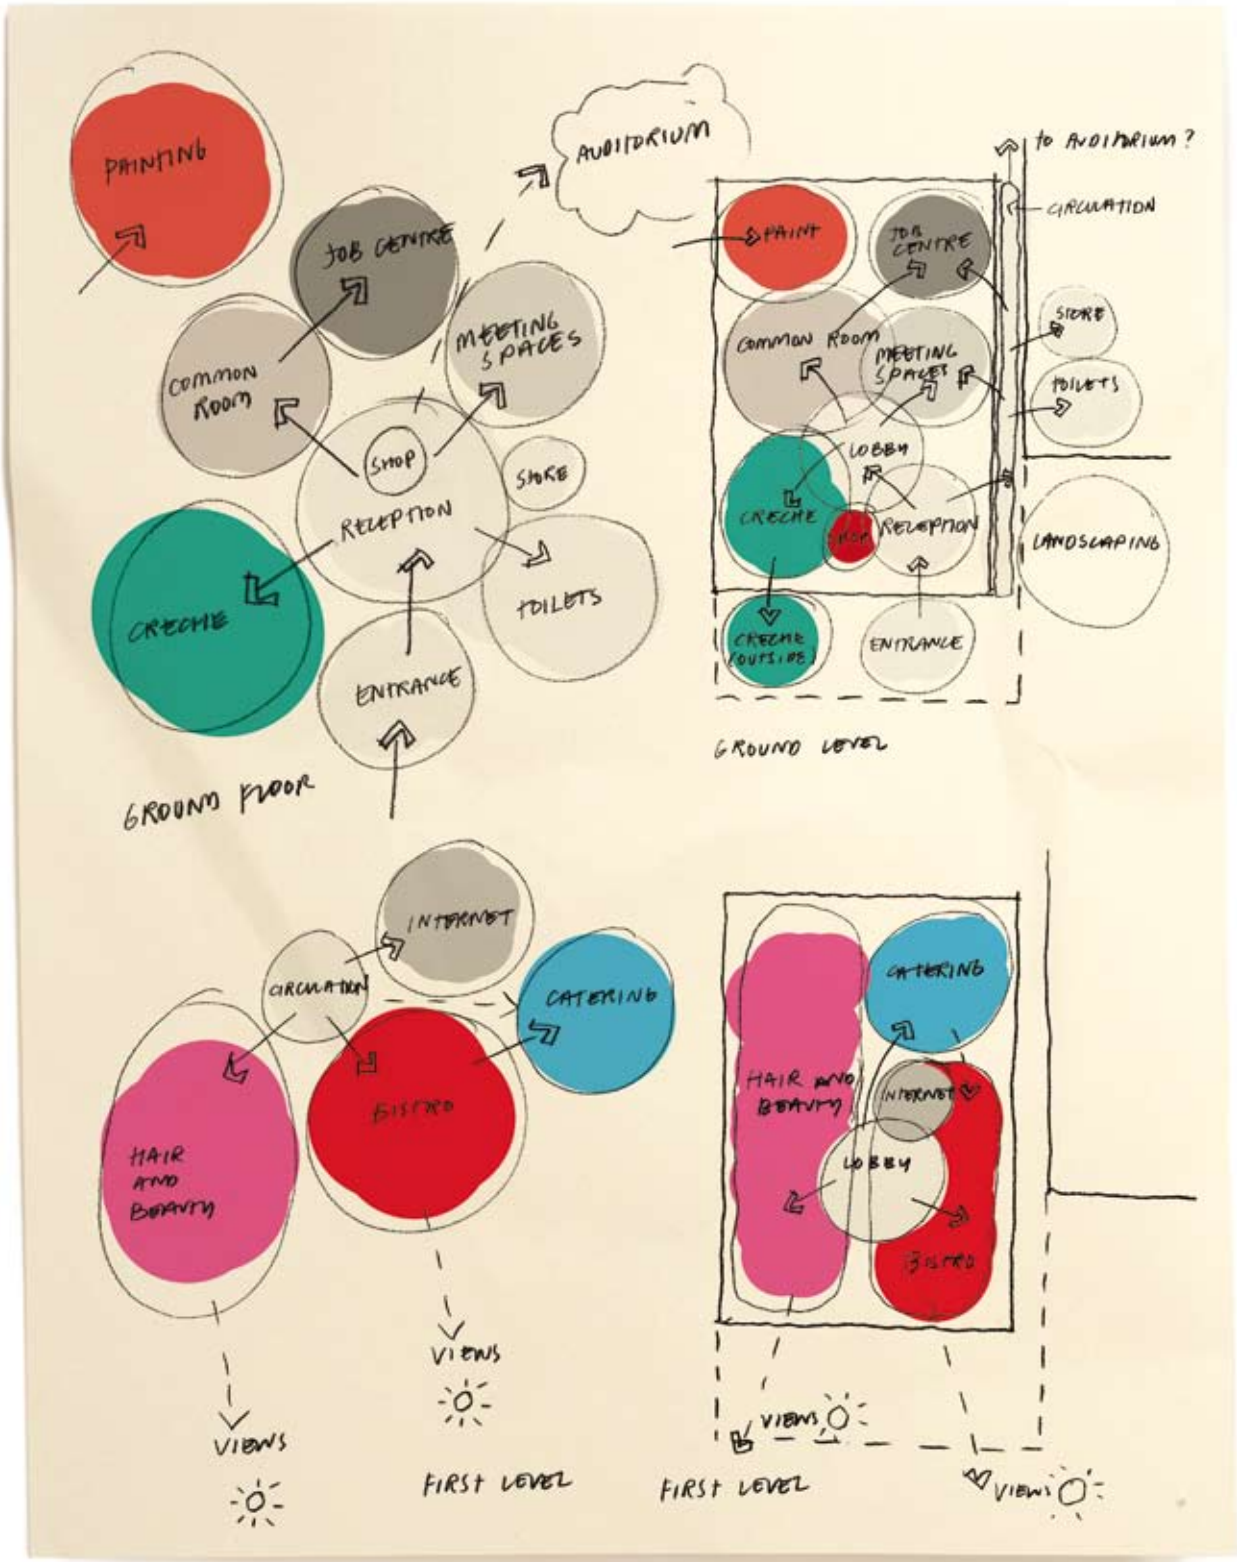 PAINTING
AUDITORIUM
JOB CENTRE
MEETING
SPACES
COMMON
ROOM
SHOP
STORE
RECEPTION
CRECHE
TOILETS
ENTRANCE
GROUND FLOOR
to AUDITORIUM?
CIRCULATION
PAINT
JOB
CENTRE
STORE
COMMON ROOM
MEETING
SPACES
TOILETS
LOBBY
CRECHE
SHOP
RECEPTION
LANDSCAPING
CRECHE
(OUTSIDE)
ENTRANCE
GROUND LEVEL
INTERNET
CIRCULATION
CATERING
BISTRO
HAIR
AND
BEAUTY
VIEWS
VIEWS
FIRST LEVEL
CATERING
HAIR AND
BEAUTY
INTERNET
LOBBY
BISTRO
VIEWS
FIRST LEVEL
VIEWS